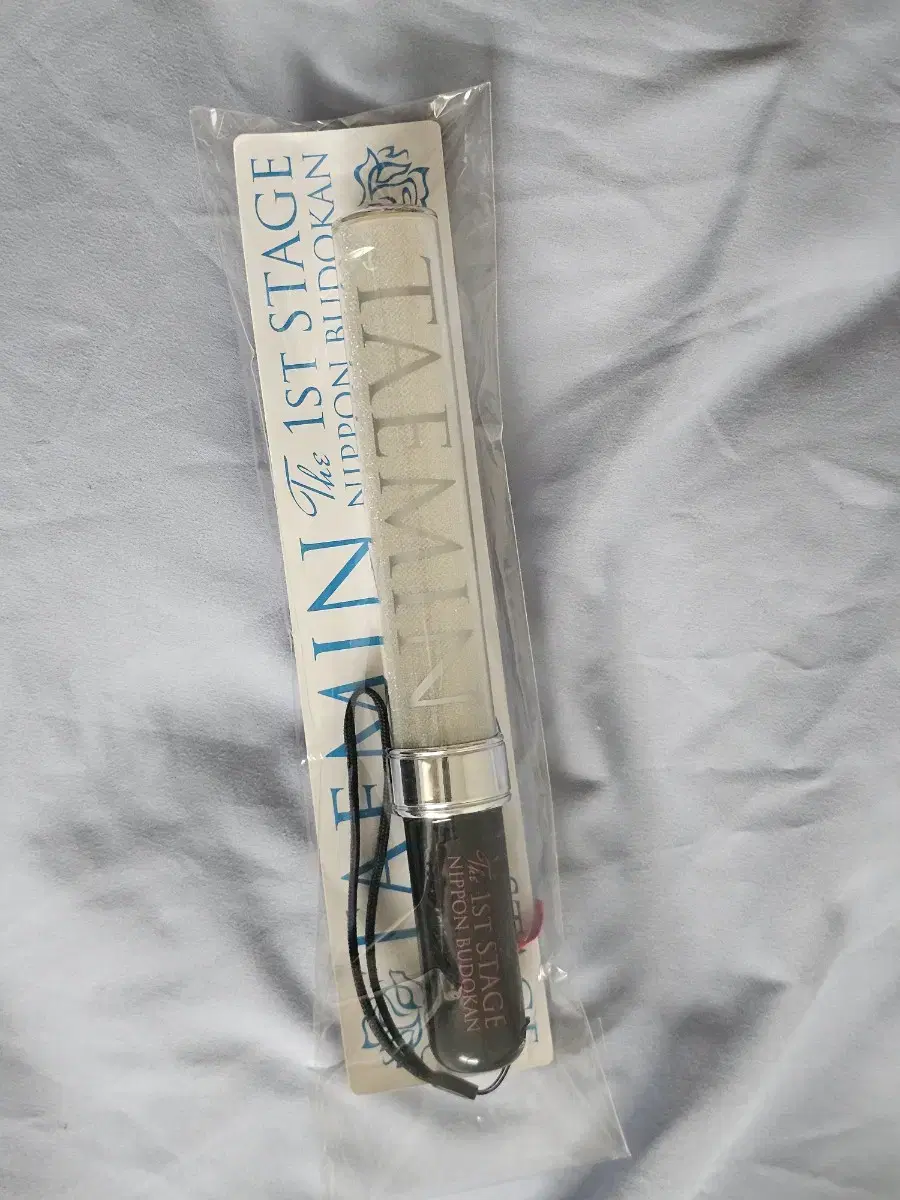 TAEMIN
The 1ST STAGE
NIPPON BUDOKAN
TAEMIN
The 1ST STAGE
NIPPON BUDOKAN